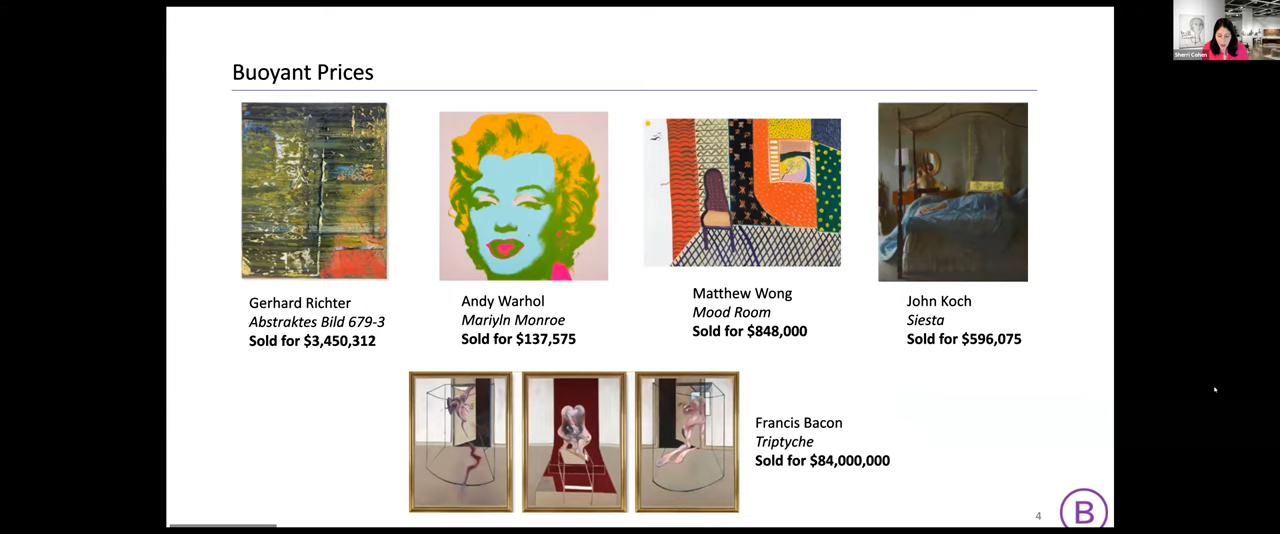 Sherri Cohen
Buoyant Prices
Gerhard Richter
Abstraktes Bild 679-3
Sold for $3,450,312
Andy Warhol
Mariyln Monroe
Sold for $137,575
Matthew Wong
Mood Room
Sold for $848,000
John Koch
Siesta
Sold for $596,075
Francis Bacon
Triptyche
Sold for $84,000,000
4
B